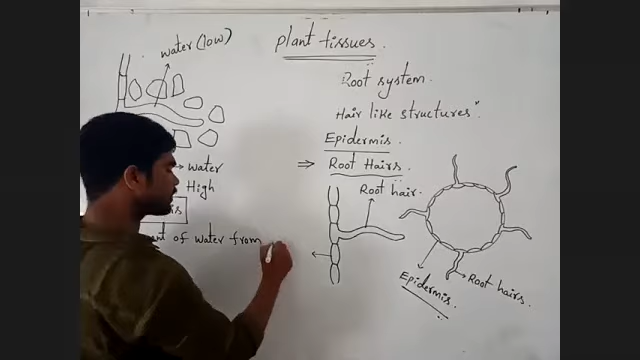 plant tissues
water (low)
Root system.
Hair like structures"
Epidermis.
⇒ Root Hairs.
→ water
High
Root hair.
of water from
Epidermis.
Root hairs.